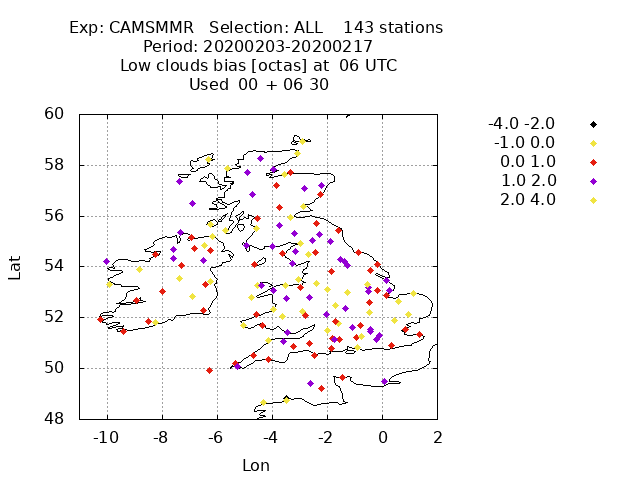 Exp: CAMSMMR   Selection: ALL    143 stations
Period: 20200203-20200217
Low clouds bias [octas] at  06 UTC
Used  00 + 06 30
-4.0 -2.0
-1.0 0.0
0.0 1.0
1.0 2.0
2.0 4.0
60
58
56
54
52
50
48
Lat
-10 -8 -6 -4 -2 0 2
Lon